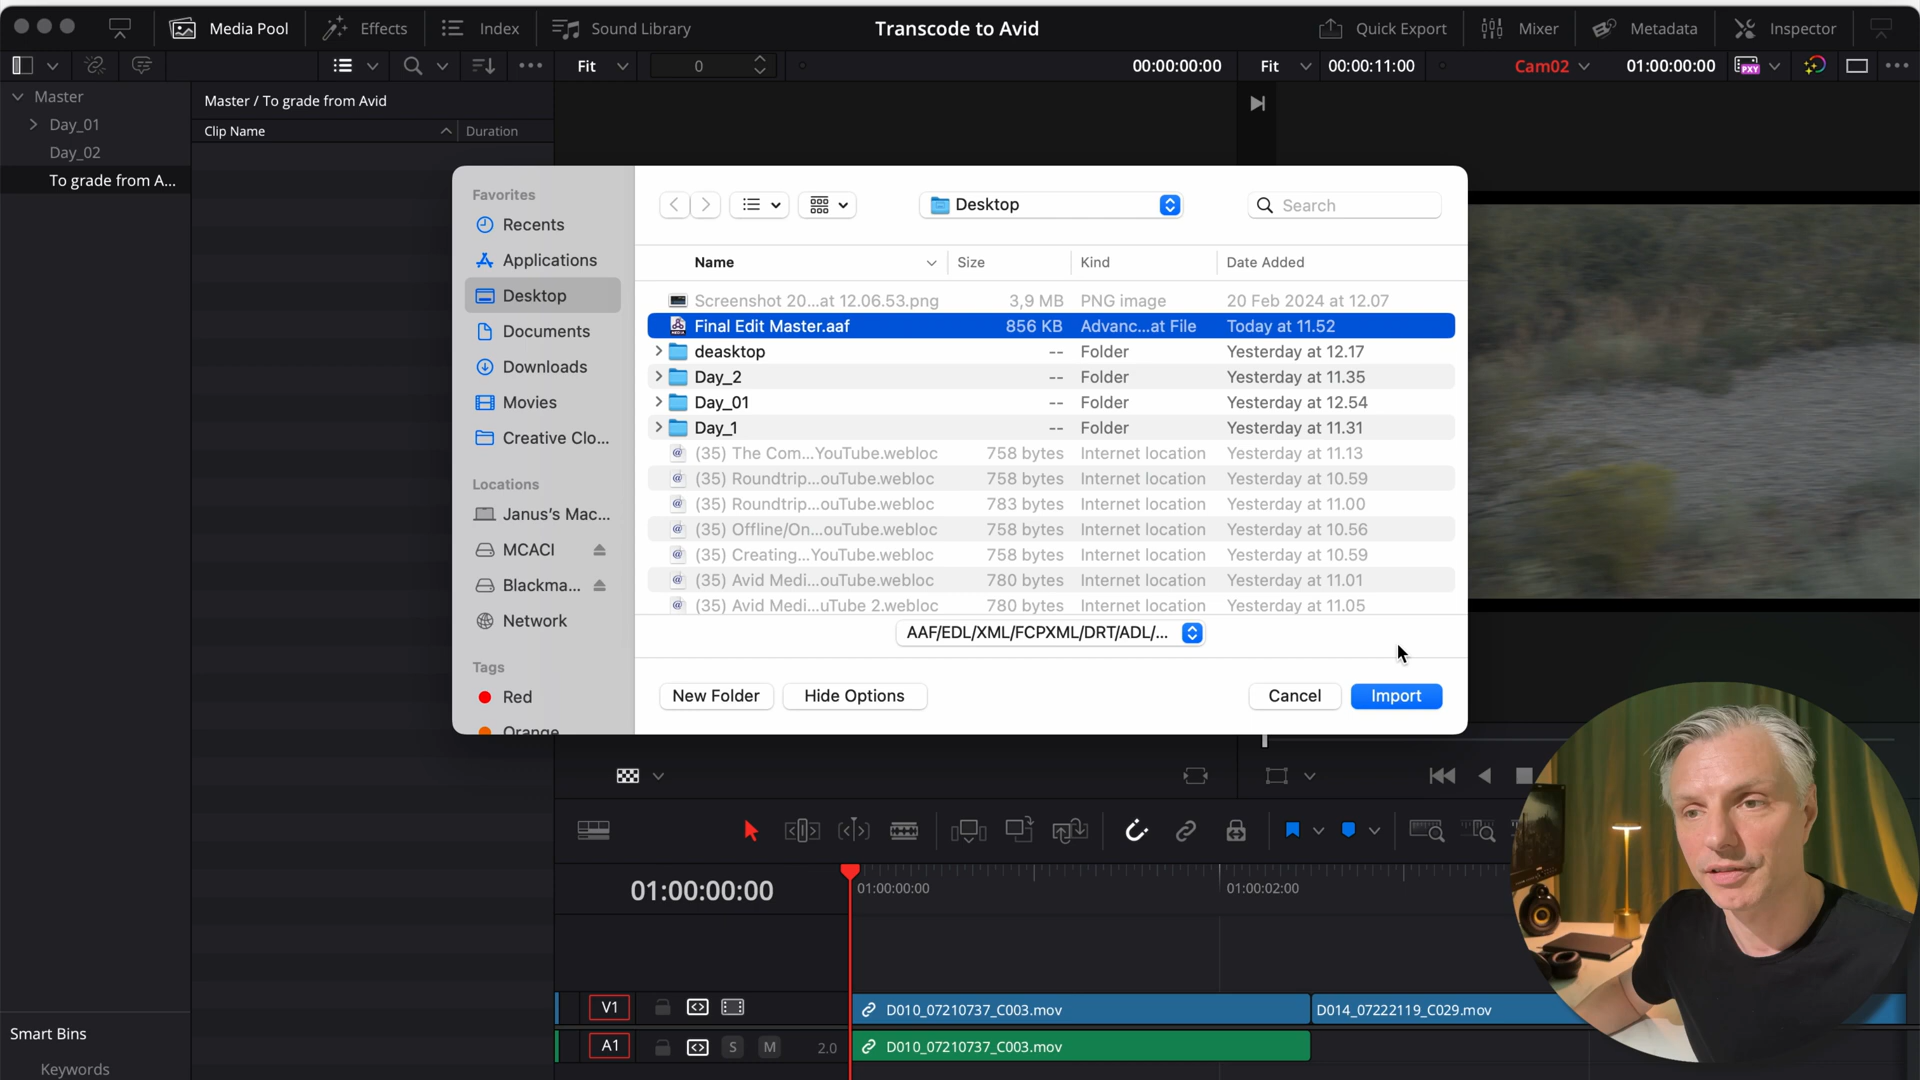 Media Pool
Effects
Index
Sound Library
Transcode to Avid
Quick Export
Mixer
Metadata
Inspector
Fit
0
00:00:00:00
Fit
00:00:11:00
Cam02
01:00:00:00
PXY
Master
Day_01
Day_02
To grade from A...
Master / To grade from Avid
Clip Name
Duration
Favorites
Recents
Applications
Desktop
Documents
Downloads
Movies
Creative Clo...
Locations
Janus's Mac...
MCACI
Blackma...
Network
Tags
Red
Orange
Desktop
Search
Name Size Kind Date Added
Screenshot 20...at 12.06.53.png 3,9 MB PNG image 20 Feb 2024 at 12.07
Final Edit Master.aaf 856 KB Advanc...at File Today at 11.52
deasktop -- Folder Yesterday at 12.17
Day_2 -- Folder Yesterday at 11.35
Day_01 -- Folder Yesterday at 12.54
Day_1 -- Folder Yesterday at 11.31
(35) The Com...YouTube.webloc 758 bytes Internet location Yesterday at 11.13
(35) Roundtrip...ouTube.webloc 758 bytes Internet location Yesterday at 10.59
(35) Roundtrip...ouTube.webloc 783 bytes Internet location Yesterday at 11.00
(35) Offline/On...ouTube.webloc 758 bytes Internet location Yesterday at 10.56
(35) Creating...YouTube.webloc 758 bytes Internet location Yesterday at 10.59
(35) Avid Medi...ouTube.webloc 780 bytes Internet location Yesterday at 11.01
(35) Avid Medi...uTube 2.webloc 780 bytes Internet location Yesterday at 11.05
AAF/EDL/XML/FCPXML/DRT/ADL/...
New Folder
Hide Options
Cancel
Import
01:00:00:00
01:00:00:00
01:00:02:00
V1
D010_07210737_C003.mov
D014_07222119_C029.mov
A1
S
M
2.0
D010_07210737_C003.mov
Smart Bins
Keywords